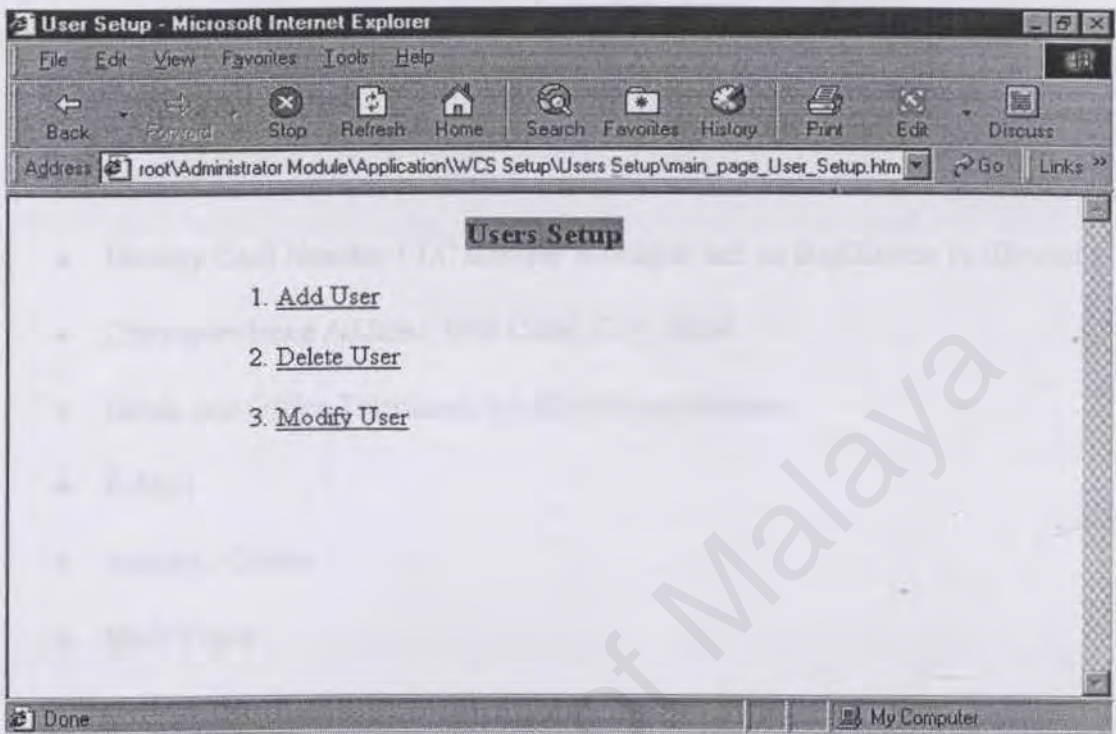 User Setup - Microsoft Internet Explorer
File Edit View Favorites Tools Help
Back Forward Stop Refresh Home Search Favorites History Print Edit Discuss
Address root\Administrator Module\Application\WCS Setup\Users Setup\main_page_User_Setup.htm Go Links »
Users Setup
1. Add User
2. Delete User
3. Modify User
of Malaya
Done My Computer